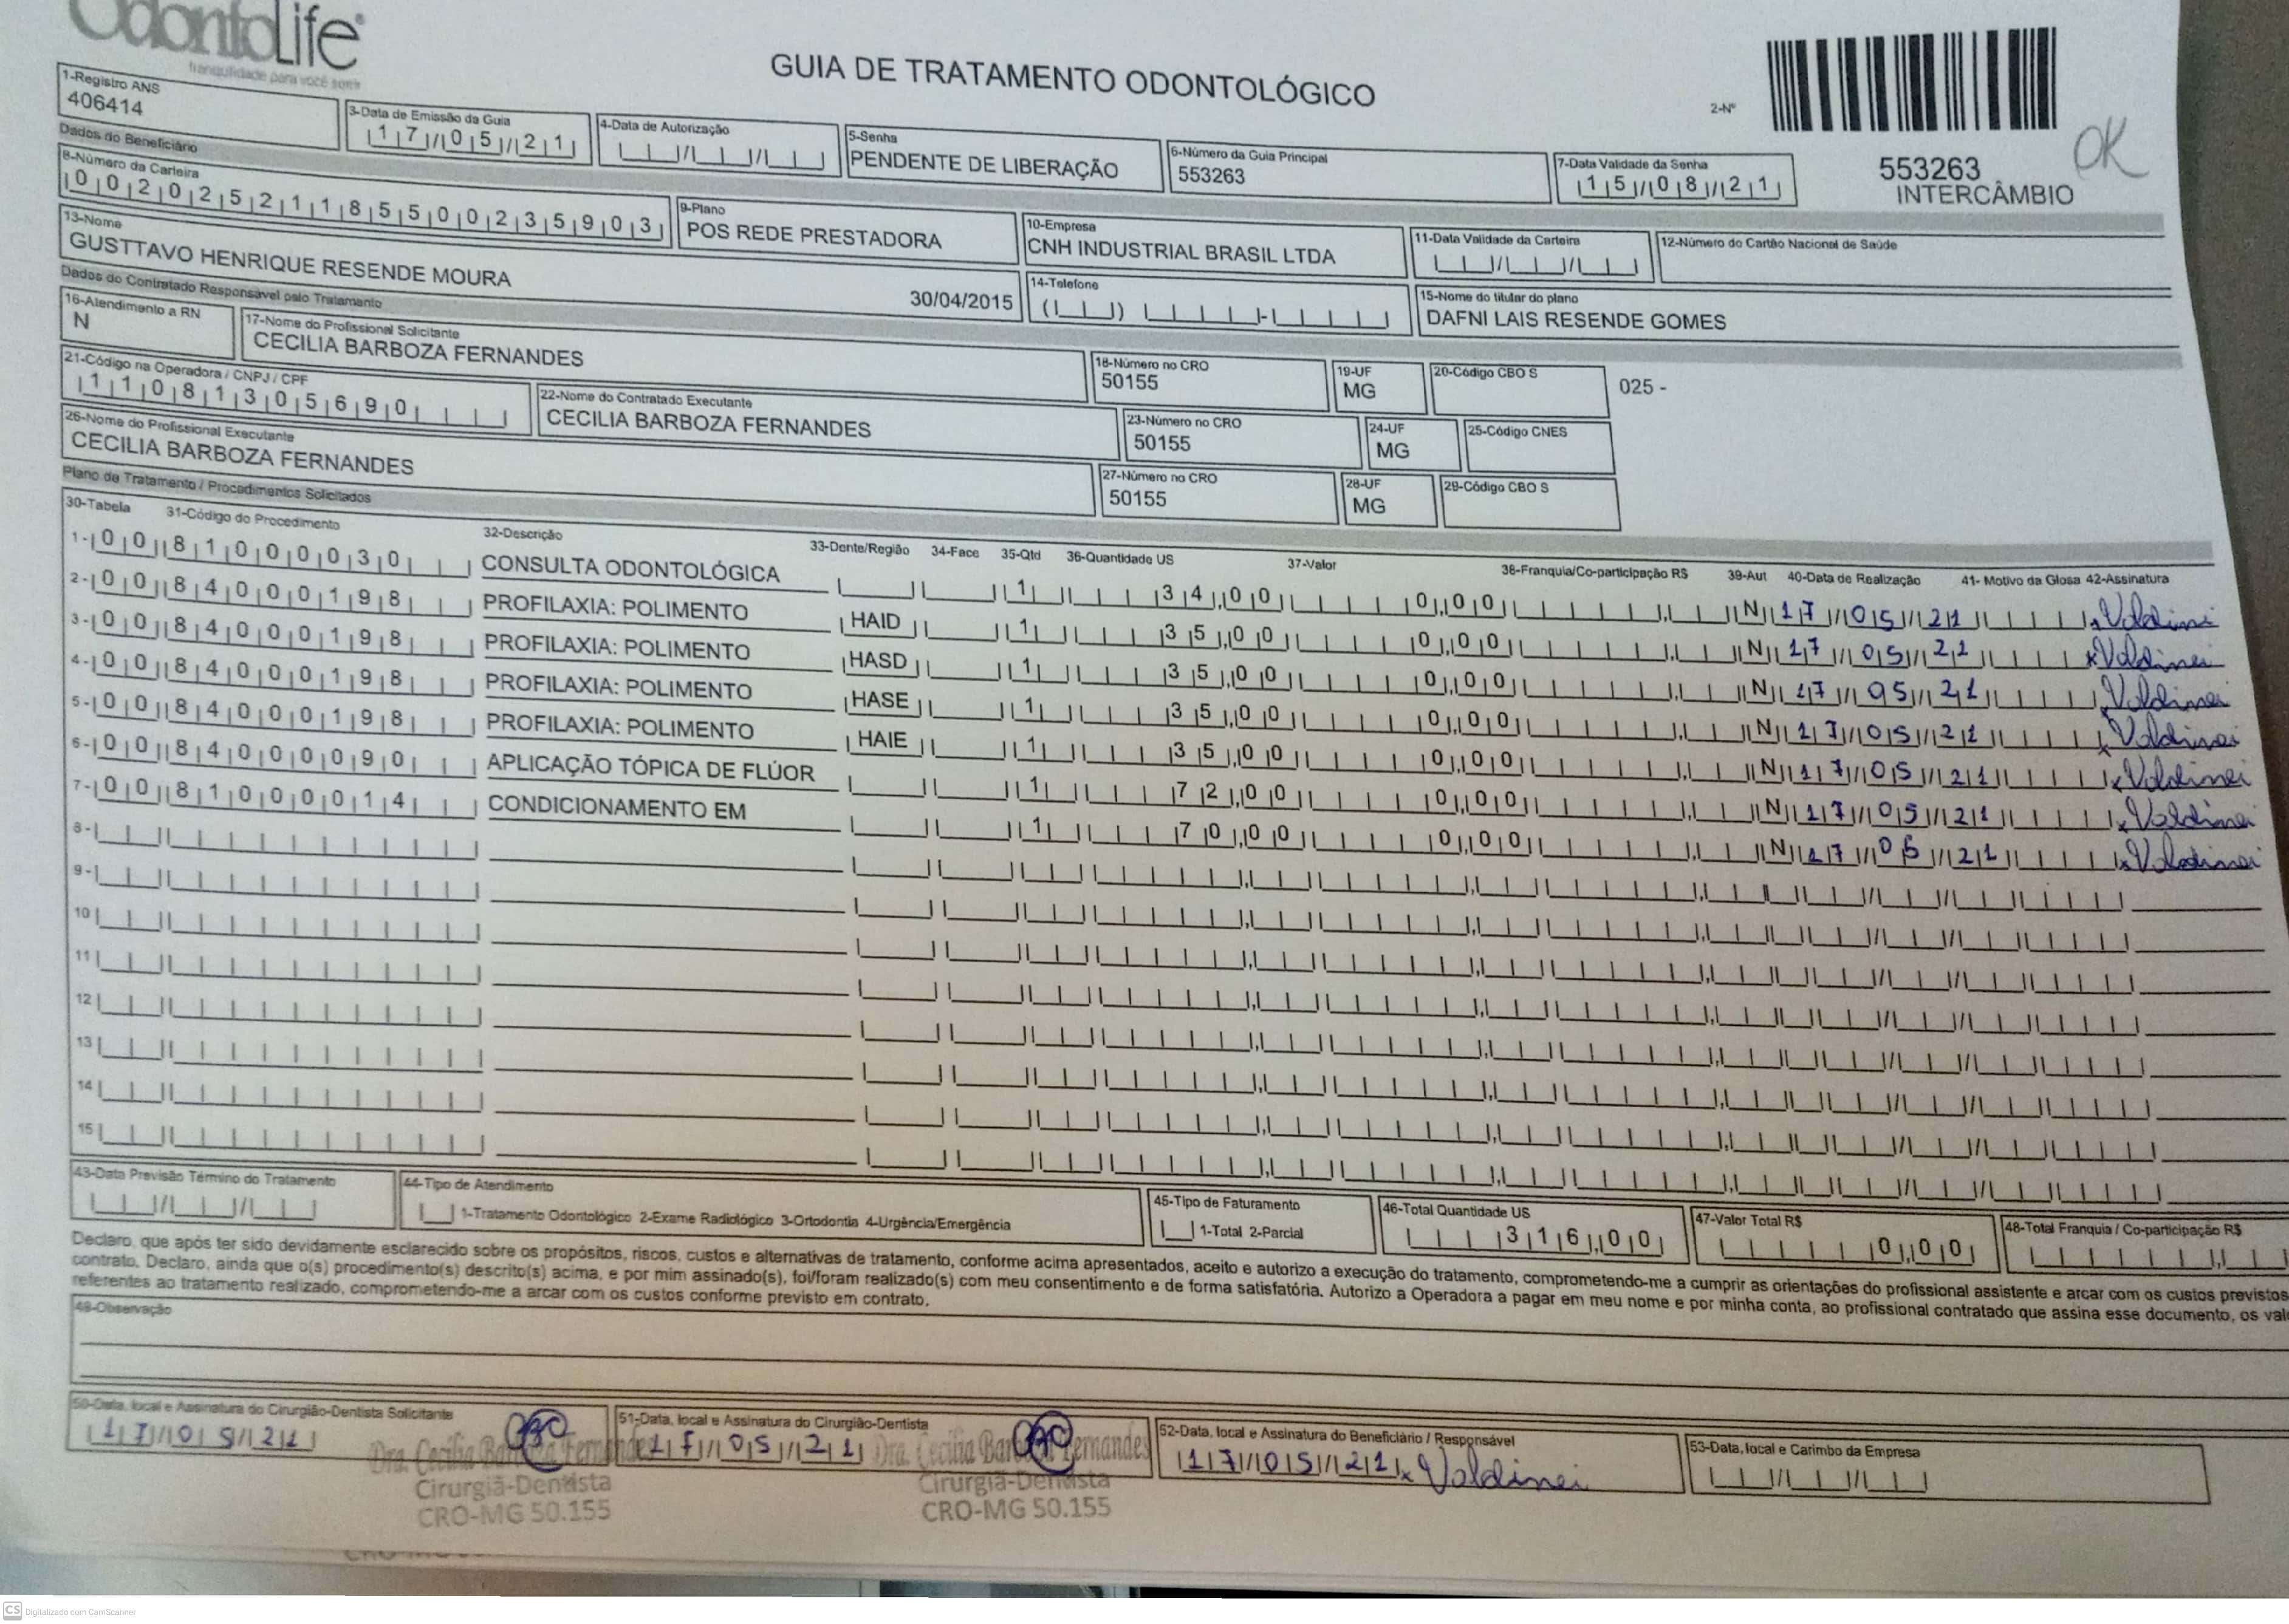 OdontoLife®
tranquilidade para você sorrir
GUIA DE TRATAMENTO ODONTOLÓGICO
2-Nº
553263
INTERCÂMBIO
OK
1-Registro ANS
406414
3-Data de Emissão da Guia
17/05/21
4-Data de Autorização
5-Senha
PENDENTE DE LIBERAÇÃO
6-Número da Guia Principal
553263
7-Data Validade da Senha
15/08/21
Dados do Beneficiário
8-Número da Carteira
00202521185500235903
9-Plano
POS REDE PRESTADORA
10-Empresa
CNH INDUSTRIAL BRASIL LTDA
11-Data Validade da Carteira
12-Número do Cartão Nacional de Saúde
13-Nome
GUSTTAVO HENRIQUE RESENDE MOURA
30/04/2015
14-Telefone
15-Nome do titular do plano
DAFNI LAIS RESENDE GOMES
Dados do Contratado Responsável pelo Tratamento
16-Atendimento a RN
N
17-Nome do Profissional Solicitante
CECILIA BARBOZA FERNANDES
18-Número no CRO
50155
19-UF
MG
20-Código CBO S
025 -
21-Código na Operadora / CNPJ / CPF
11081305690
22-Nome do Contratado Executante
CECILIA BARBOZA FERNANDES
23-Número no CRO
50155
24-UF
MG
25-Código CNES
26-Nome do Profissional Executante
CECILIA BARBOZA FERNANDES
27-Número no CRO
50155
28-UF
MG
29-Código CBO S
Plano de Tratamento / Procedimentos Solicitados
30-Tabela 31-Código do Procedimento 32-Descrição 33-Dente/Região 34-Face 35-Qtd 36-Quantidade US 37-Valor 38-Franquia/Co-participação R$ 39-Aut 40-Data de Realização 41- Motivo da Glosa 42-Assinatura
1- 00 81000030 CONSULTA ODONTOLÓGICA 1 34,00 0,00 N 17/05/21 Valdinei
2- 00 84000198 PROFILAXIA: POLIMENTO HAID 1 35,00 0,00 N 17/05/21 x Valdinei
3- 00 84000198 PROFILAXIA: POLIMENTO HASD 1 35,00 0,00 N 17/05/21 Valdinei
4- 00 84000198 PROFILAXIA: POLIMENTO HASE 1 35,00 0,00 N 17/05/21 x Valdinei
5- 00 84000198 PROFILAXIA: POLIMENTO HAIE 1 35,00 0,00 N 17/05/21 x Valdinei
6- 00 84000090 APLICAÇÃO TÓPICA DE FLÚOR 1 72,00 0,00 N 17/05/21 x Valdinei
7- 00 81000014 CONDICIONAMENTO EM 1 70,00 0,00 N 17/05/21 x Valdinei
8-
9-
10
11
12
13
14
15
43-Data Previsão Término do Tratamento
44-Tipo de Atendimento
1-Tratamento Odontológico 2-Exame Radiológico 3-Ortodontia 4-Urgência/Emergência
45-Tipo de Faturamento
1-Total 2-Parcial
46-Total Quantidade US
316,00
47-Valor Total R$
0,00
48-Total Franquia / Co-participação R$
Declaro, que após ter sido devidamente esclarecido sobre os propósitos, riscos, custos e alternativas de tratamento, conforme acima apresentados, aceito e autorizo a execução do tratamento, comprometendo-me a cumprir as orientações do profissional assistente e arcar com os custos previstos
contrato. Declaro, ainda que o(s) procedimento(s) descrito(s) acima, e por mim assinado(s), foi/foram realizado(s) com meu consentimento e de forma satisfatória. Autorizo a Operadora a pagar em meu nome e por minha conta, ao profissional contratado que assina esse documento, os
referentes ao tratamento realizado, comprometendo-me a arcar com os custos conforme previsto em contrato.
49-Observação
50-Data, local e Assinatura do Cirurgião-Dentista Solicitante
17/05/21
Dra. Cecília Barboza Fernandes
Cirurgiã-Dentista
CRO-MG 50.155
51-Data, local e Assinatura do Cirurgião-Dentista
17/05/21
Dra. Cecília Barboza Fernandes
Cirurgiã-Dentista
CRO-MG 50.155
52-Data, local e Assinatura do Beneficiário / Responsável
17/05/21 x Valdinei
53-Data, local e Carimbo da Empresa
CS Digitalizado com CamScanner